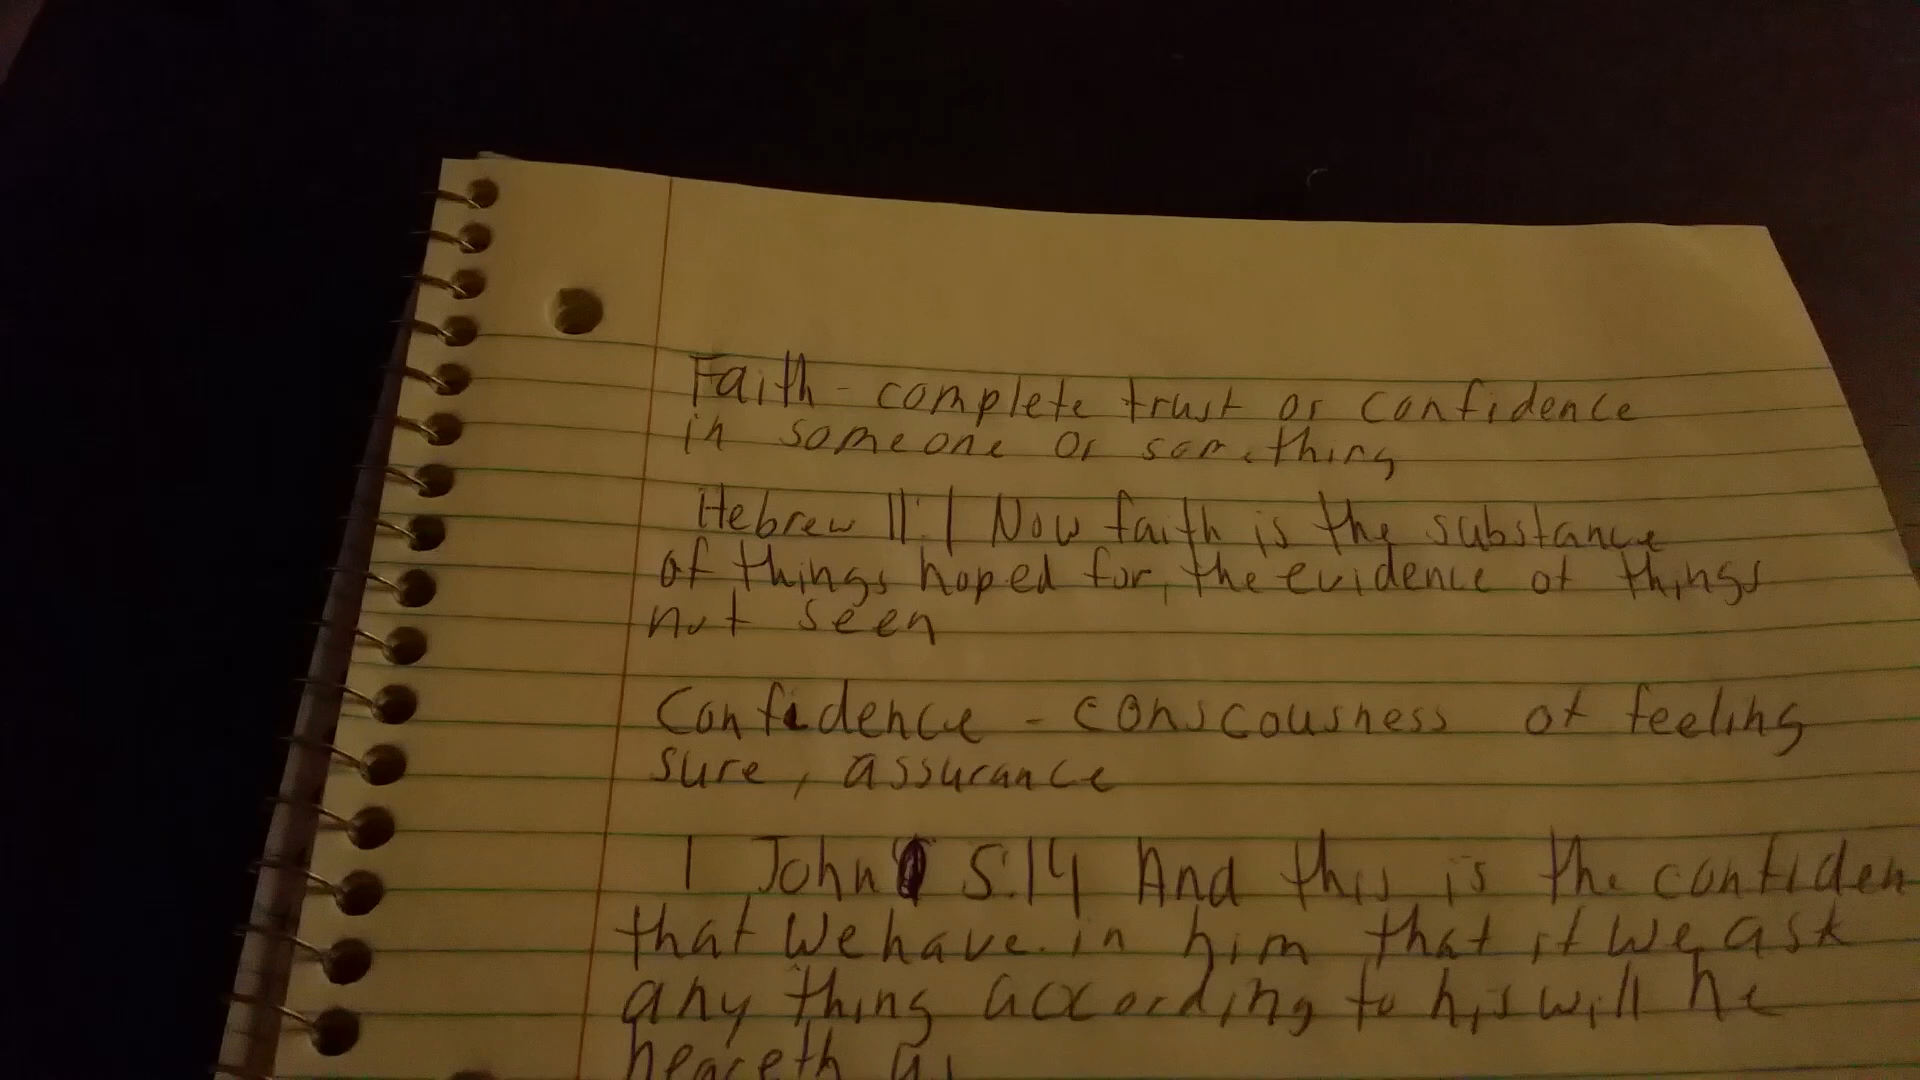 Faith - complete trust or confidence
in someone or something
Hebrew 11:1 Now faith is the substance
of things hoped for, the evidence of things
not seen
Confidence - conscousness of feeling
sure, assurance
1 John 5:14 And this is the confiden
that we have in him that if we ask
any thing according to his will he
heareth us